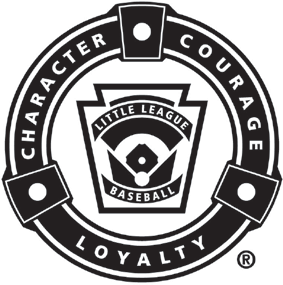 CHARACTER
COURAGE
LITTLE LEAGUE
BASEBALL
LOYALTY
®